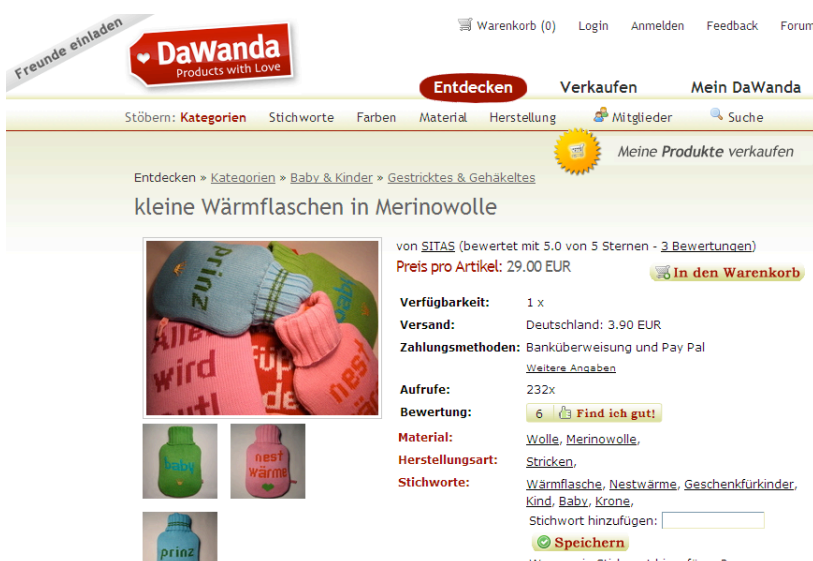 Freunde einladen
DaWanda
Products with Love
Warenkorb (0) Login Anmelden Feedback Forum
Entdecken Verkaufen Mein DaWanda
Stöbern: Kategorien Stichworte Farben Material Herstellung Mitglieder Suche
Meine Produkte verkaufen
Entdecken » Kategorien » Baby & Kinder » Gestricktes & Gehäkeltes
kleine Wärmflaschen in Merinowolle
von SITAS (bewertet mit 5.0 von 5 Sternen - 3 Bewertungen)
Preis pro Artikel: 29.00 EUR
In den Warenkorb
Verfügbarkeit: 1 x
Versand: Deutschland: 3.90 EUR
Zahlungsmethoden: Banküberweisung und Pay Pal
Weitere Angaben
Aufrufe: 232x
Bewertung: 6 Find ich gut!
Material: Wolle, Merinowolle,
Herstellungsart: Stricken,
Stichworte: Wärmflasche, Nestwärme, Geschenkfürkinder,
Kind, Baby, Krone,
Stichwort hinzufügen:
Speichern
Prinz
baby
Alles
wird
nest
baby
nest
wärme
prinz